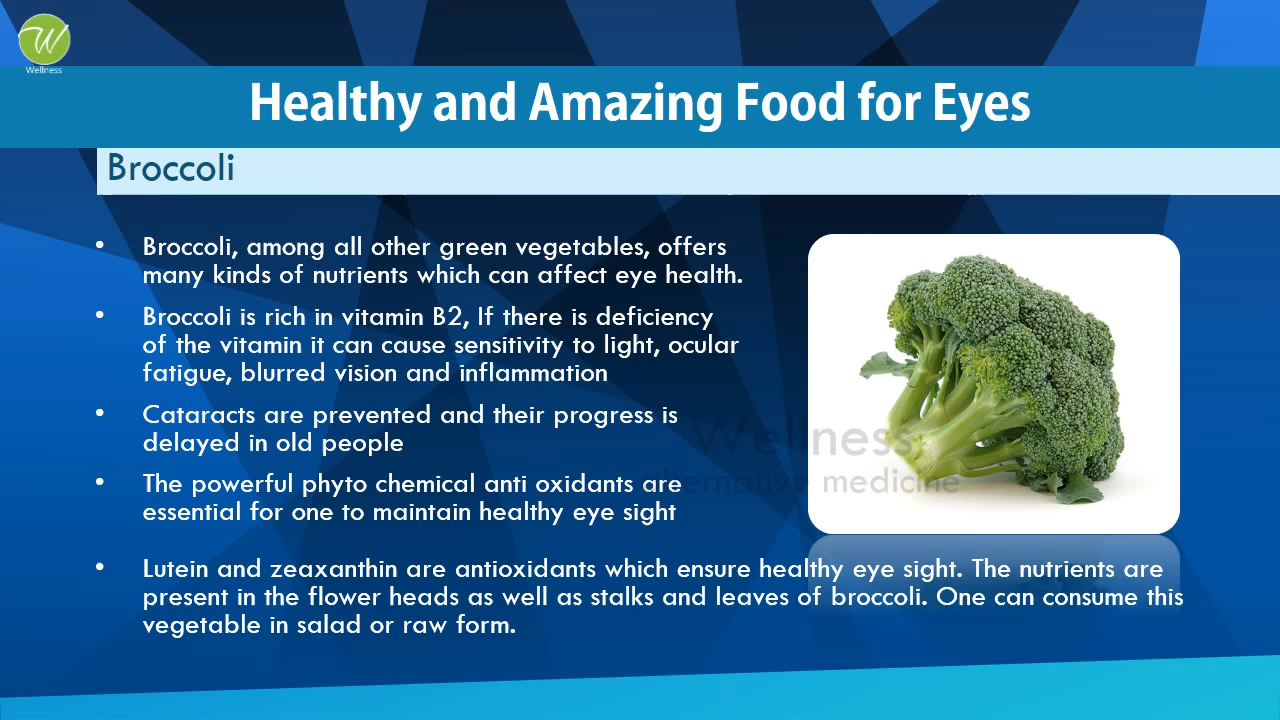 W
Wellness
Healthy and Amazing Food for Eyes
Broccoli
• Broccoli, among all other green vegetables, offers
many kinds of nutrients which can affect eye health.
• Broccoli is rich in vitamin B2, If there is deficiency
of the vitamin it can cause sensitivity to light, ocular
fatigue, blurred vision and inflammation
• Cataracts are prevented and their progress is
delayed in old people
• The powerful phyto chemical anti oxidants are
essential for one to maintain healthy eye sight
Wellness
alternative medicine
• Lutein and zeaxanthin are antioxidants which ensure healthy eye sight. The nutrients are
present in the flower heads as well as stalks and leaves of broccoli. One can consume this
vegetable in salad or raw form.